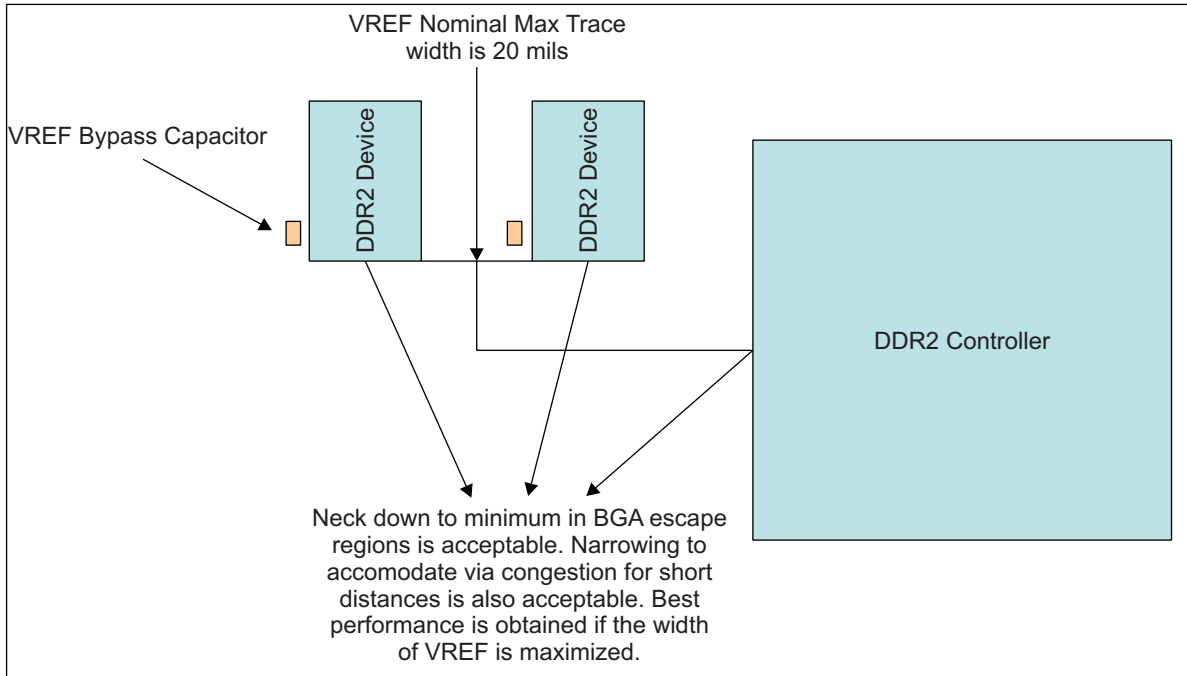 VREF Nominal Max Trace
width is 20 mils
VREF Bypass Capacitor
DDR2 Device
DDR2 Device
DDR2 Controller
Neck down to minimum in BGA escape
regions is acceptable. Narrowing to
accomodate via congestion for short
distances is also acceptable. Best
performance is obtained if the width
of VREF is maximized.